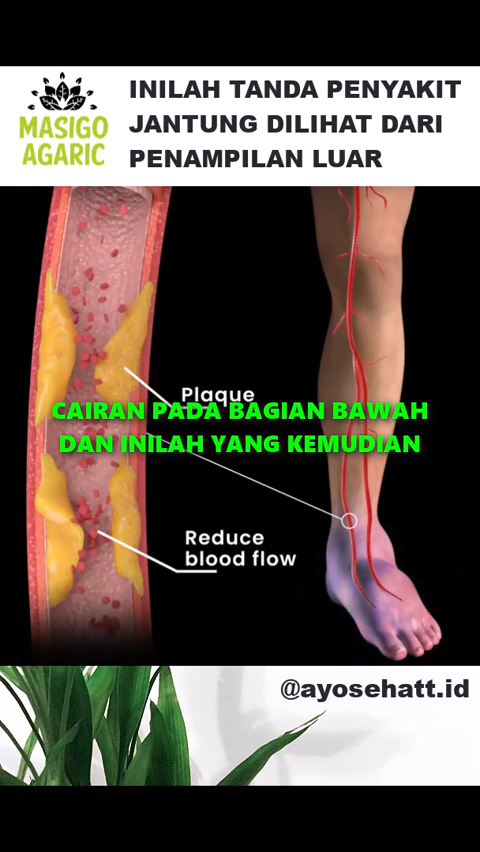 MASIGO
AGARIC
INILAH TANDA PENYAKIT
JANTUNG DILIHAT DARI
PENAMPILAN LUAR
Plaque
CAIRAN PADA BAGIAN BAWAH
DAN INILAH YANG KEMUDIAN
Reduce
blood flow
@ayosehatt.id